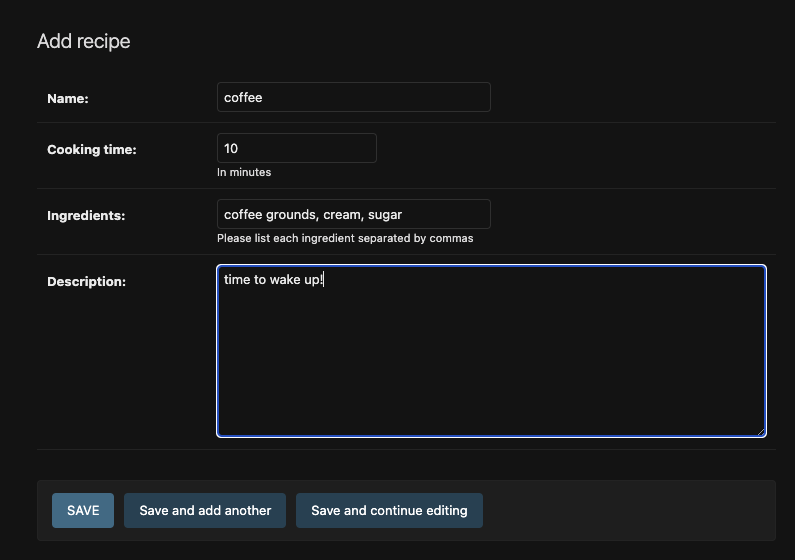 Add recipe
Name: coffee
Cooking time: 10
In minutes
Ingredients: coffee grounds, cream, sugar
Please list each ingredient separated by commas
Description: time to wake up!
SAVE Save and add another Save and continue editing